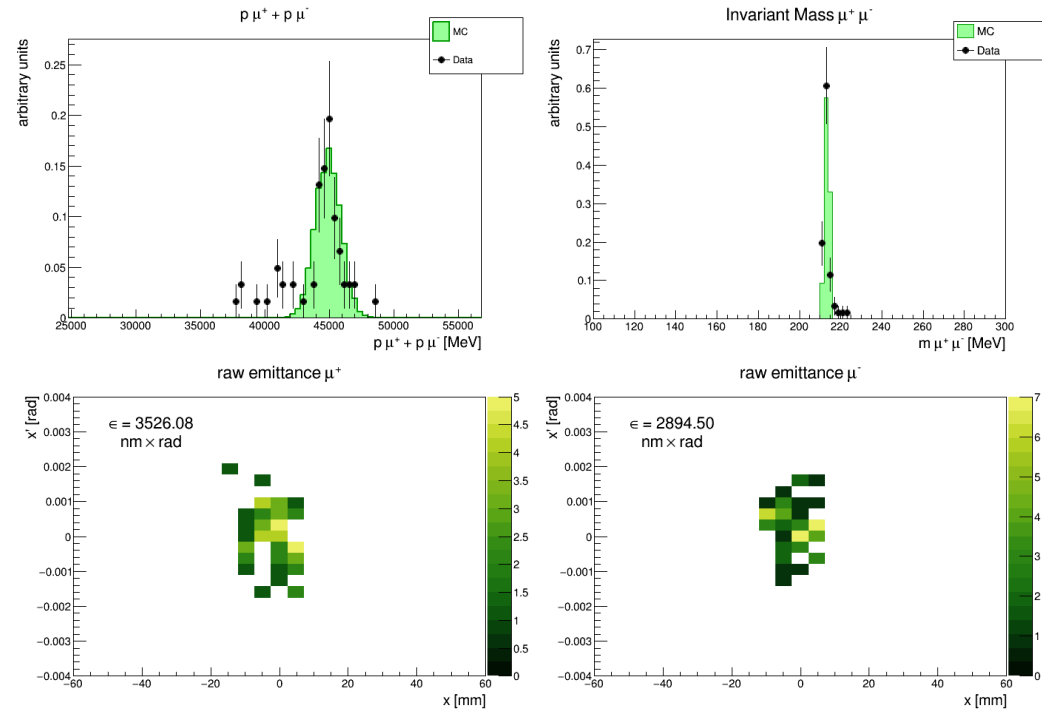 p μ⁺ + p μ⁻
MC
Data
arbitrary units
0.25
0.2
0.15
0.1
0.05
0
25000 30000 35000 40000 45000 50000 55000
p μ⁺ + p μ⁻ [MeV]
Invariant Mass μ⁺ μ⁻
MC
Data
arbitrary units
0.7
0.6
0.5
0.4
0.3
0.2
0.1
0
100 120 140 160 180 200 220 240 260 280 300
m μ⁺ μ⁻ [MeV]
raw emittance μ⁺
x' [rad]
ϵ = 3526.08
nm × rad
0.004
0.003
0.002
0.001
0
−0.001
−0.002
−0.003
−0.004
−60 −40 −20 0 20 40 60
x [mm]
5
4.5
4
3.5
3
2.5
2
1.5
1
0.5
0
raw emittance μ⁻
x' [rad]
ϵ = 2894.50
nm × rad
0.004
0.003
0.002
0.001
0
−0.001
−0.002
−0.003
−0.004
−60 −40 −20 0 20 40 60
x [mm]
7
6
5
4
3
2
1
0